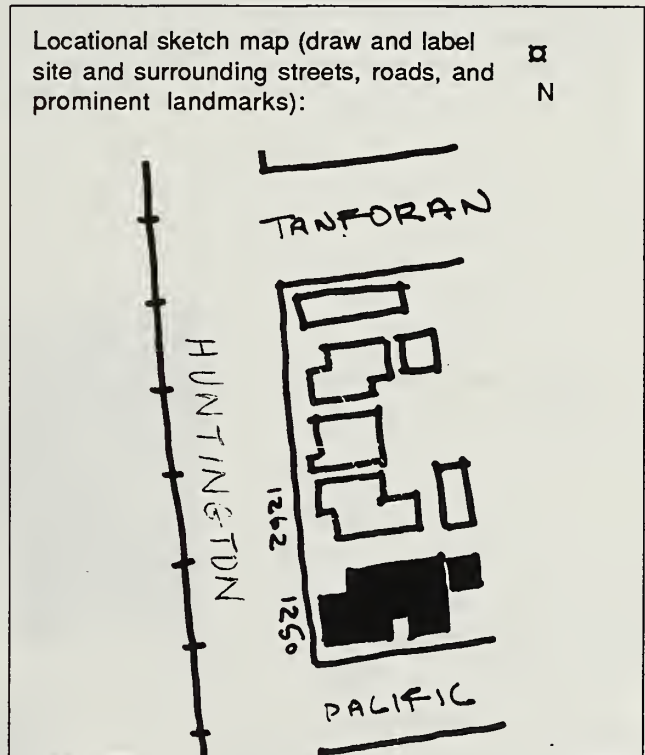 Locational sketch map (draw and label
site and surrounding streets, roads, and
prominent landmarks):
¤
N
TANFORAN
HUNTINGTON
1262
1250
PACIFIC